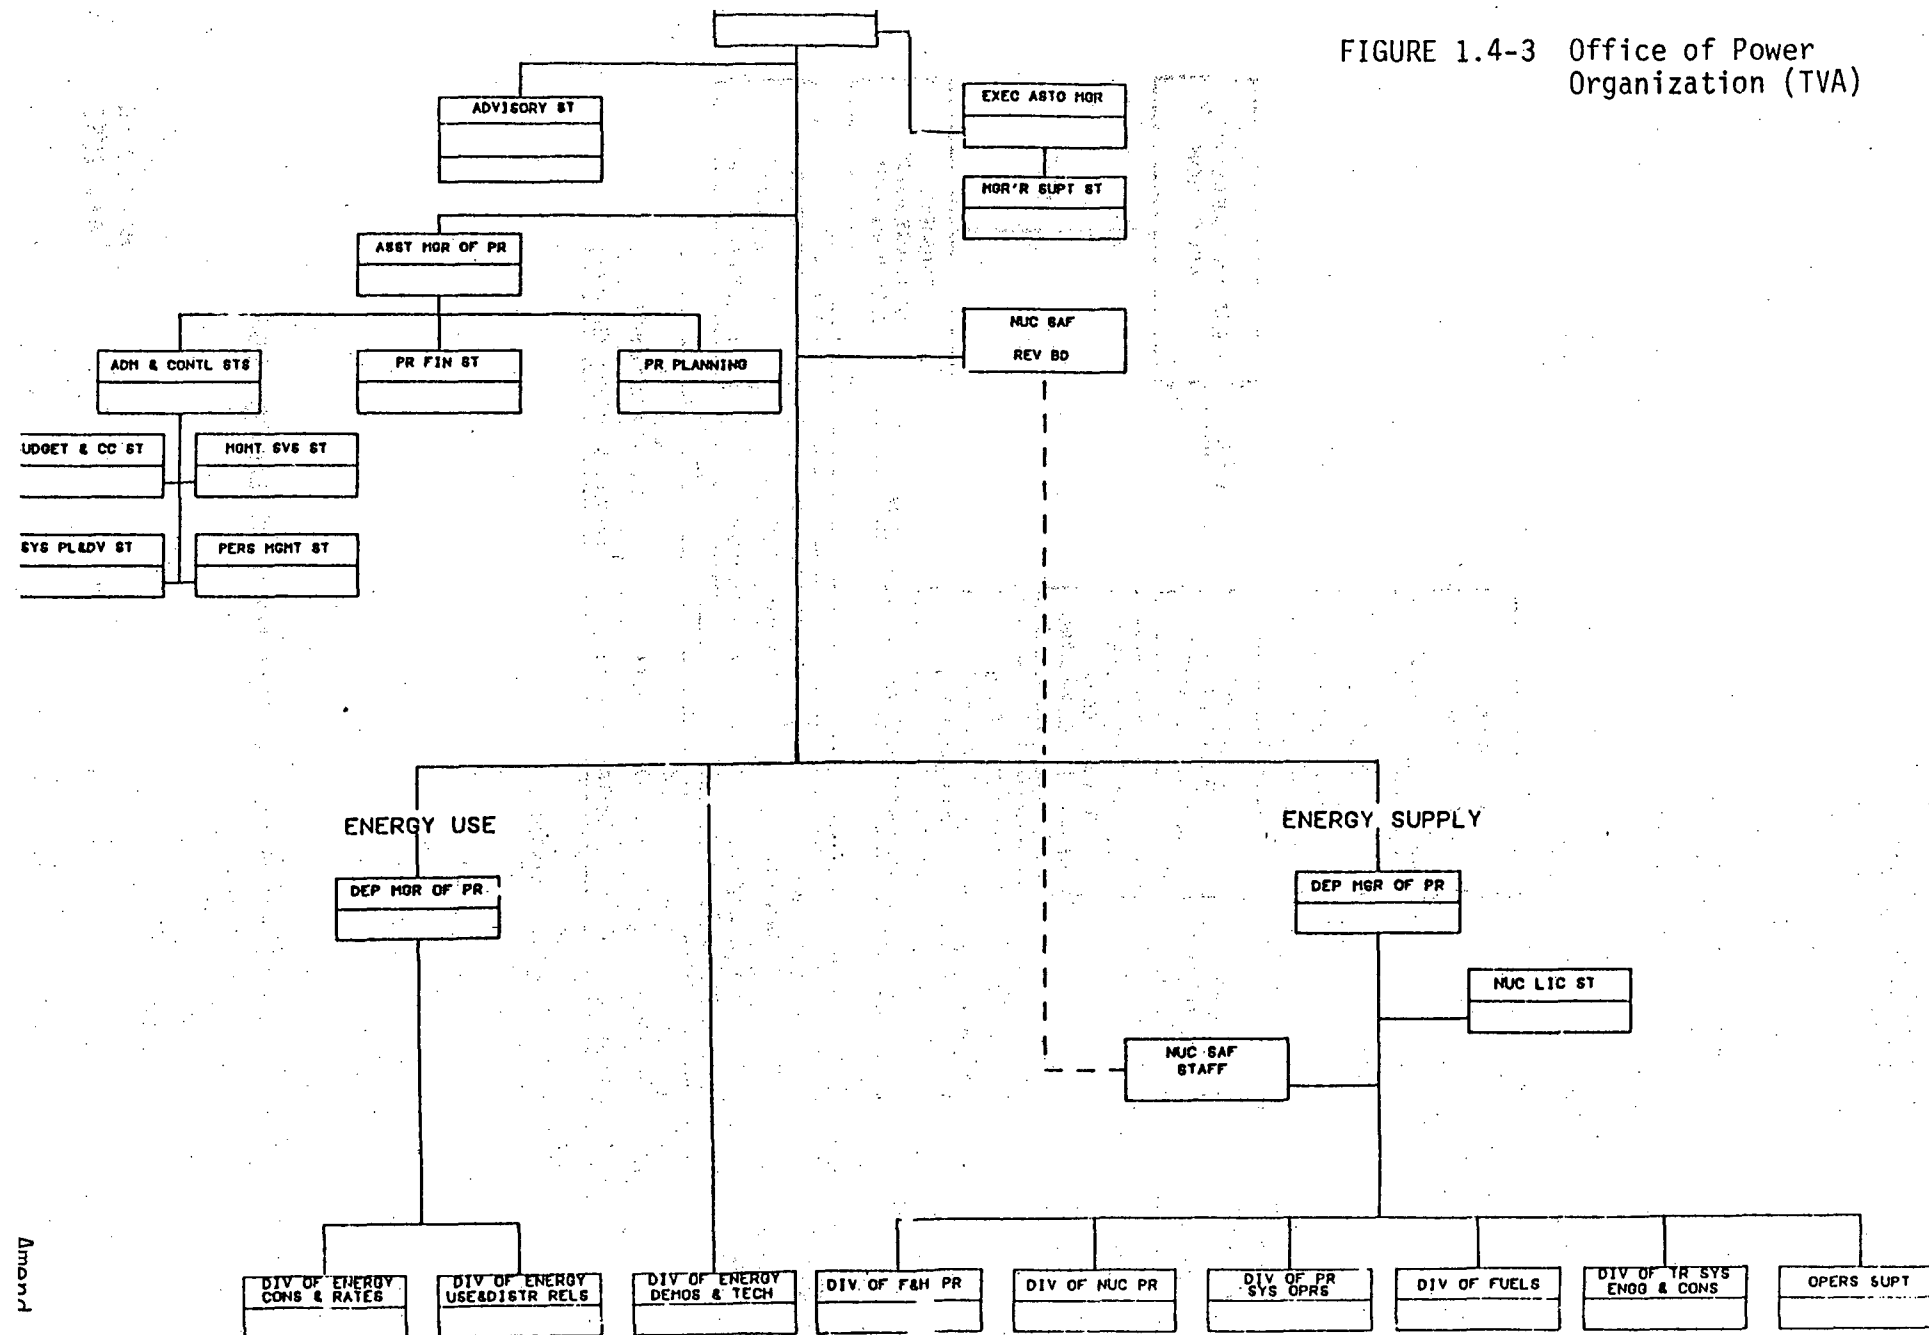 FIGURE 1.4-3 Office of Power
Organization (TVA)
ADVISORY ST
EXEC ASTO MGR
MGR'R SUPT ST
ASST MGR OF PR
NUC SAF
REV BD
ADM & CONTL STS
PR FIN ST
PR PLANNING
UDGET & CC ST
MGMT SVS ST
SYS PL&DV ST
PERS MGMT ST
ENERGY USE
ENERGY SUPPLY
DEP MGR OF PR
DEP MGR OF PR
NUC LIC ST
NUC SAF
STAFF
DIV OF ENERGY
CONS & RATES
DIV OF ENERGY
USE&DISTR RELS
DIV OF ENERGY
DEMOS & TECH
DIV OF F&H PR
DIV OF NUC PR
DIV OF PR
SYS OPRS
DIV OF FUELS
DIV OF TR SYS
ENGG & CONS
OPERS SUPT
Amend